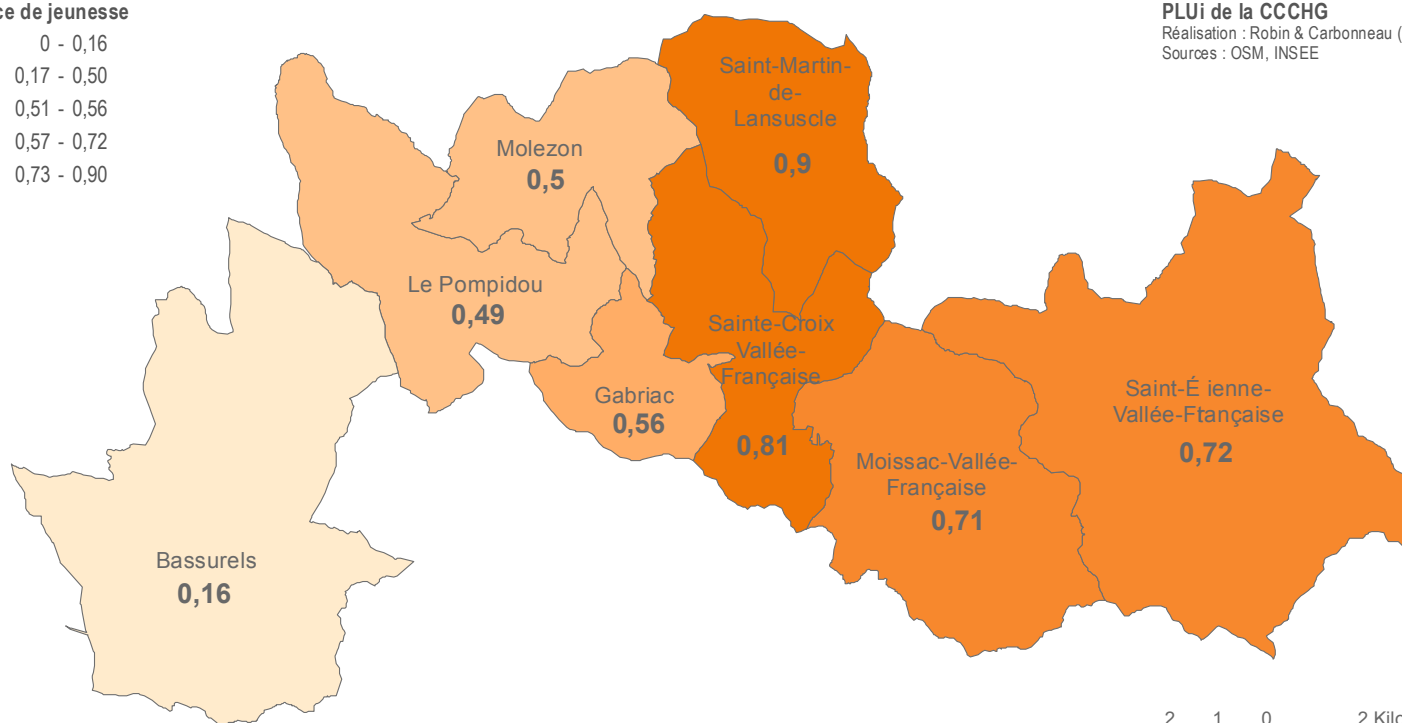 ce de jeunesse
0 - 0,16
0,17 - 0,50
0,51 - 0,56
0,57 - 0,72
0,73 - 0,90
PLUi de la CCCHG
Réalisation : Robin & Carbonneau (
Sources : OSM, INSEE
Saint-Martin-
de-
Lansuscle
0,9
Molezon
0,5
Le Pompidou
0,49
Sainte-Croix
Vallée-
Française
0,81
Gabriac
0,56
Saint-É ienne-
Vallée-Ftançaise
0,72
Moissac-Vallée-
Française
0,71
Bassurels
0,16
2 1 0 2 Kilo